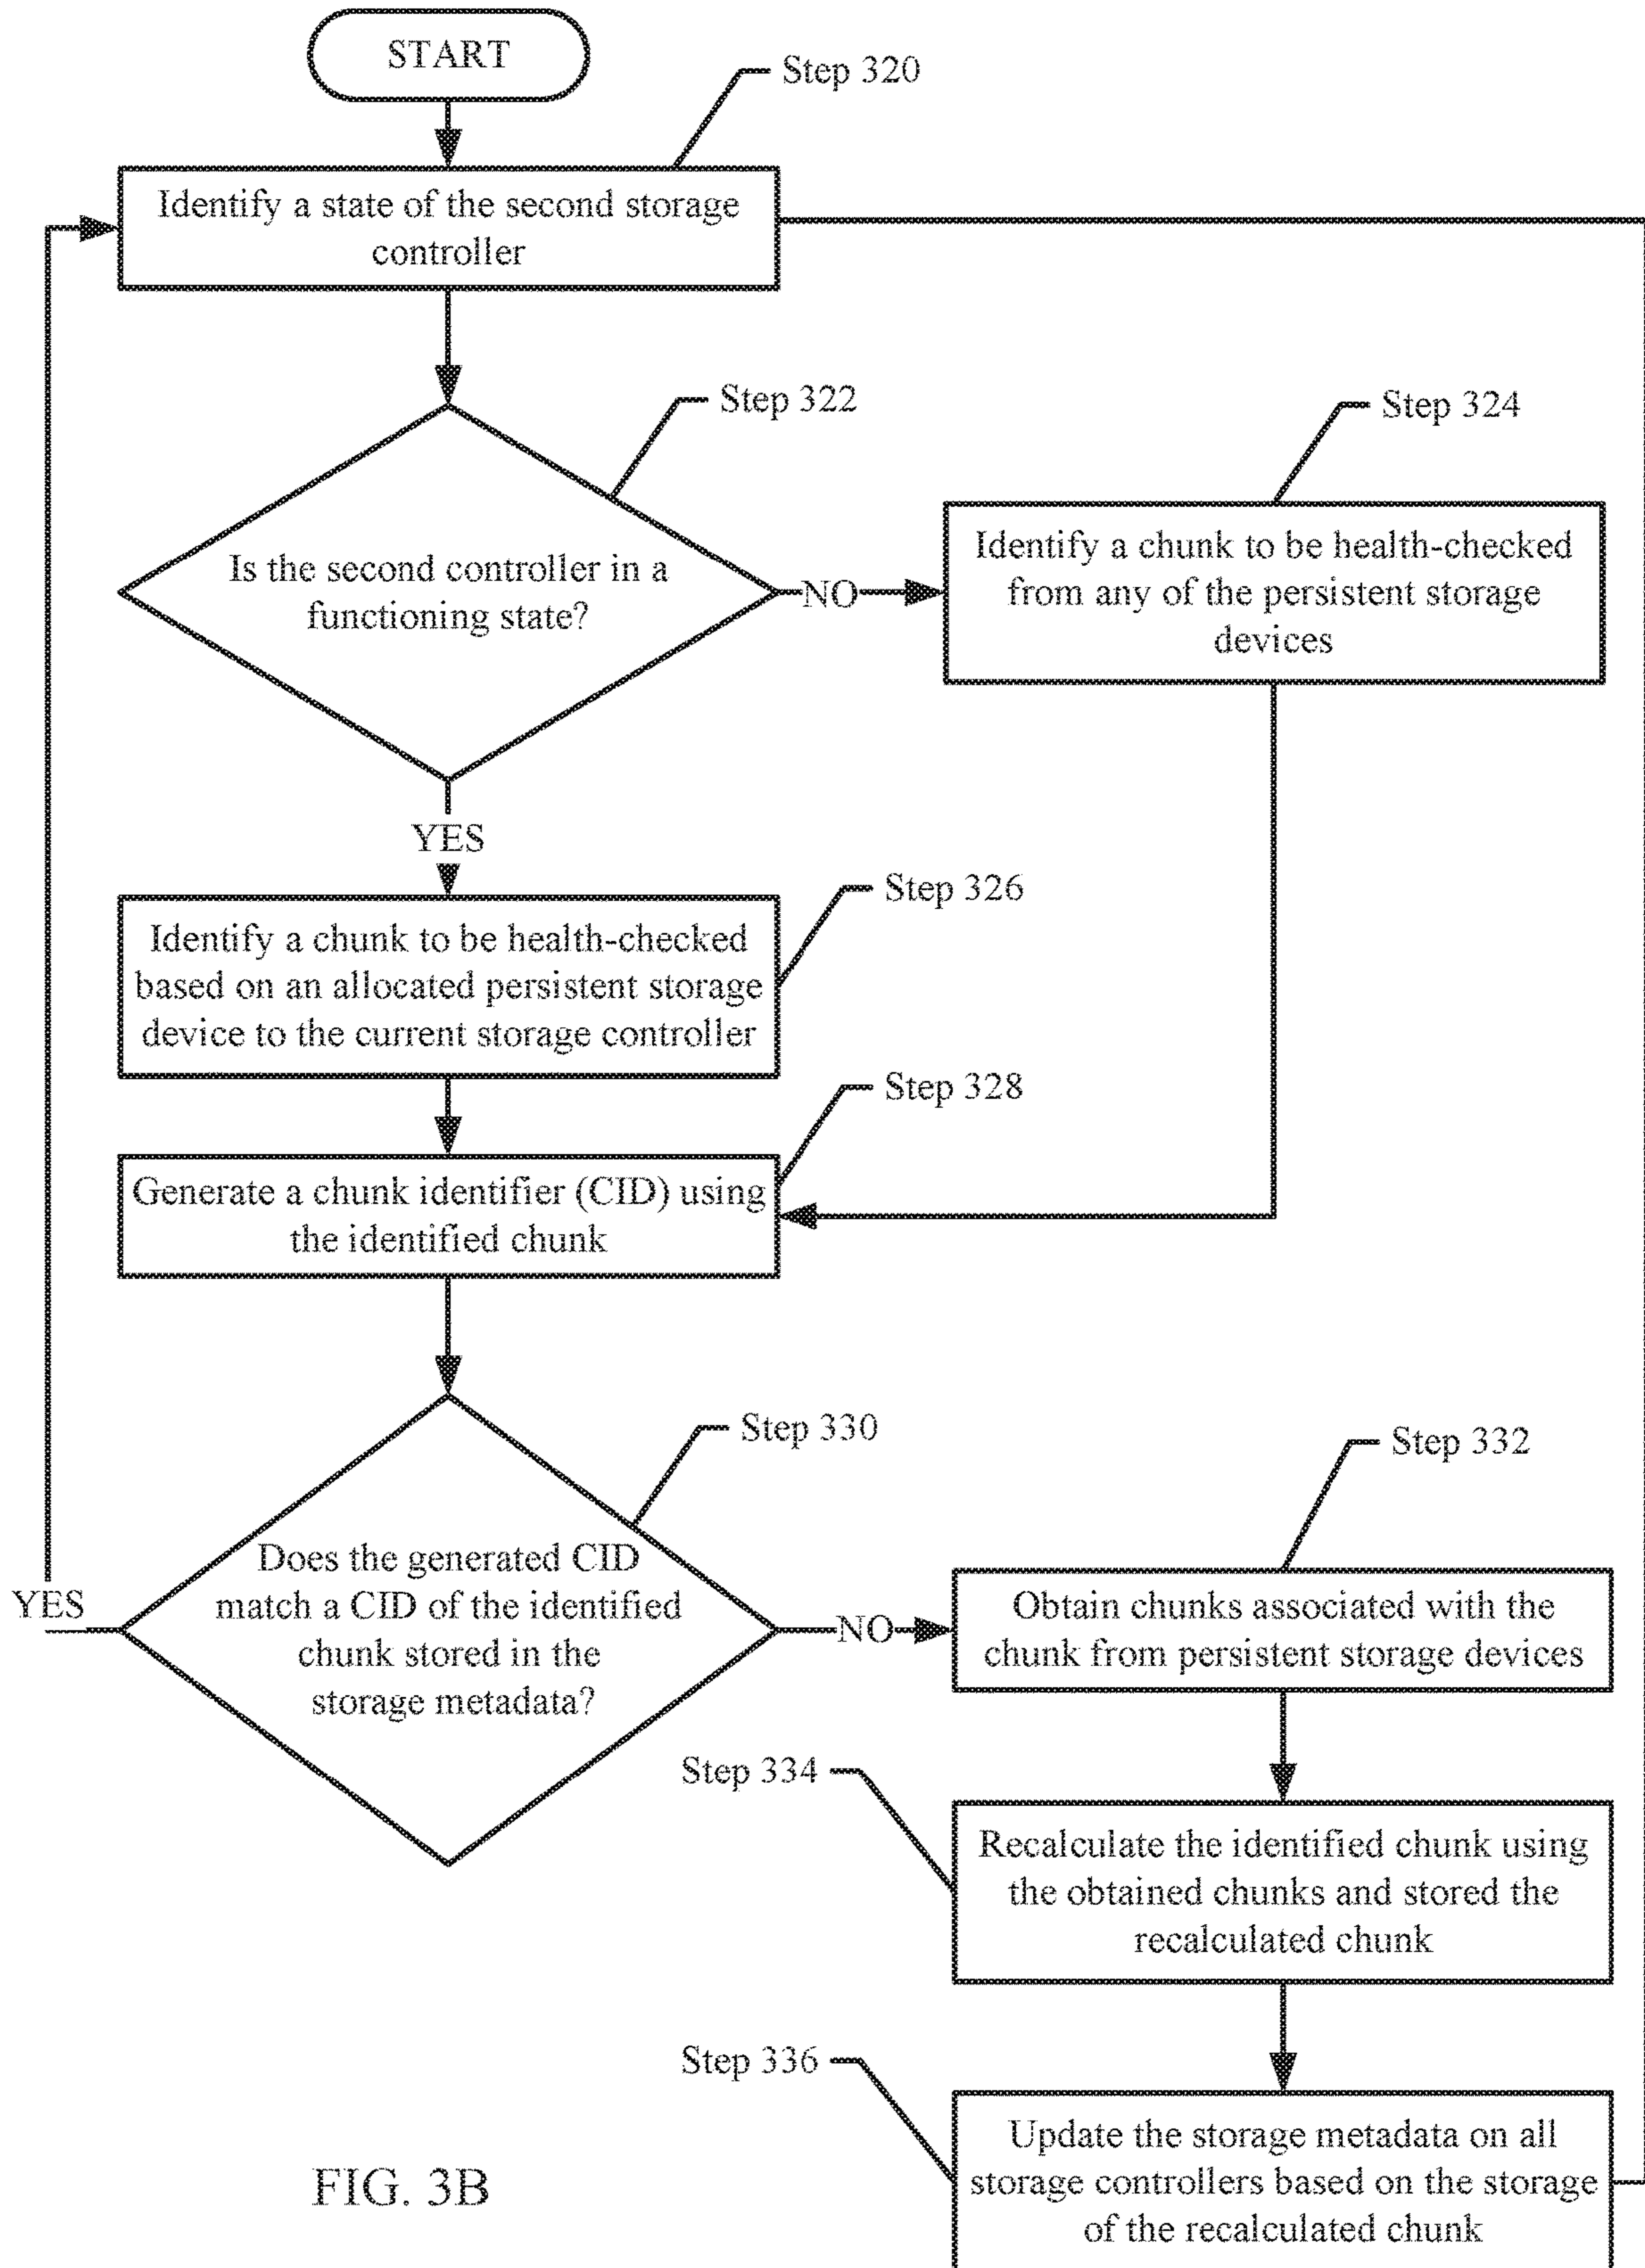 START
Step 320
Identify a state of the second storage
controller
Step 322
Step 324
Is the second controller in a
functioning state?
NO
Identify a chunk to be health-checked
from any of the persistent storage
devices
YES
Step 326
Identify a chunk to be health-checked
based on an allocated persistent storage
device to the current storage controller
Step 328
Generate a chunk identifier (CID) using
the identified chunk
Step 330
Step 332
Does the generated CID
match a CID of the identified
chunk stored in the
storage metadada?
YES
NO
Obtain chunks associated with the
chunk from persistent storage devices
Step 334
Recalculate the identified chunk using
the obtained chunks and stored the
recalculated chunk
Step 336
Update the storage metadata on all
storage controllers based on the storage
of the recalculated chunk
FIG. 3B